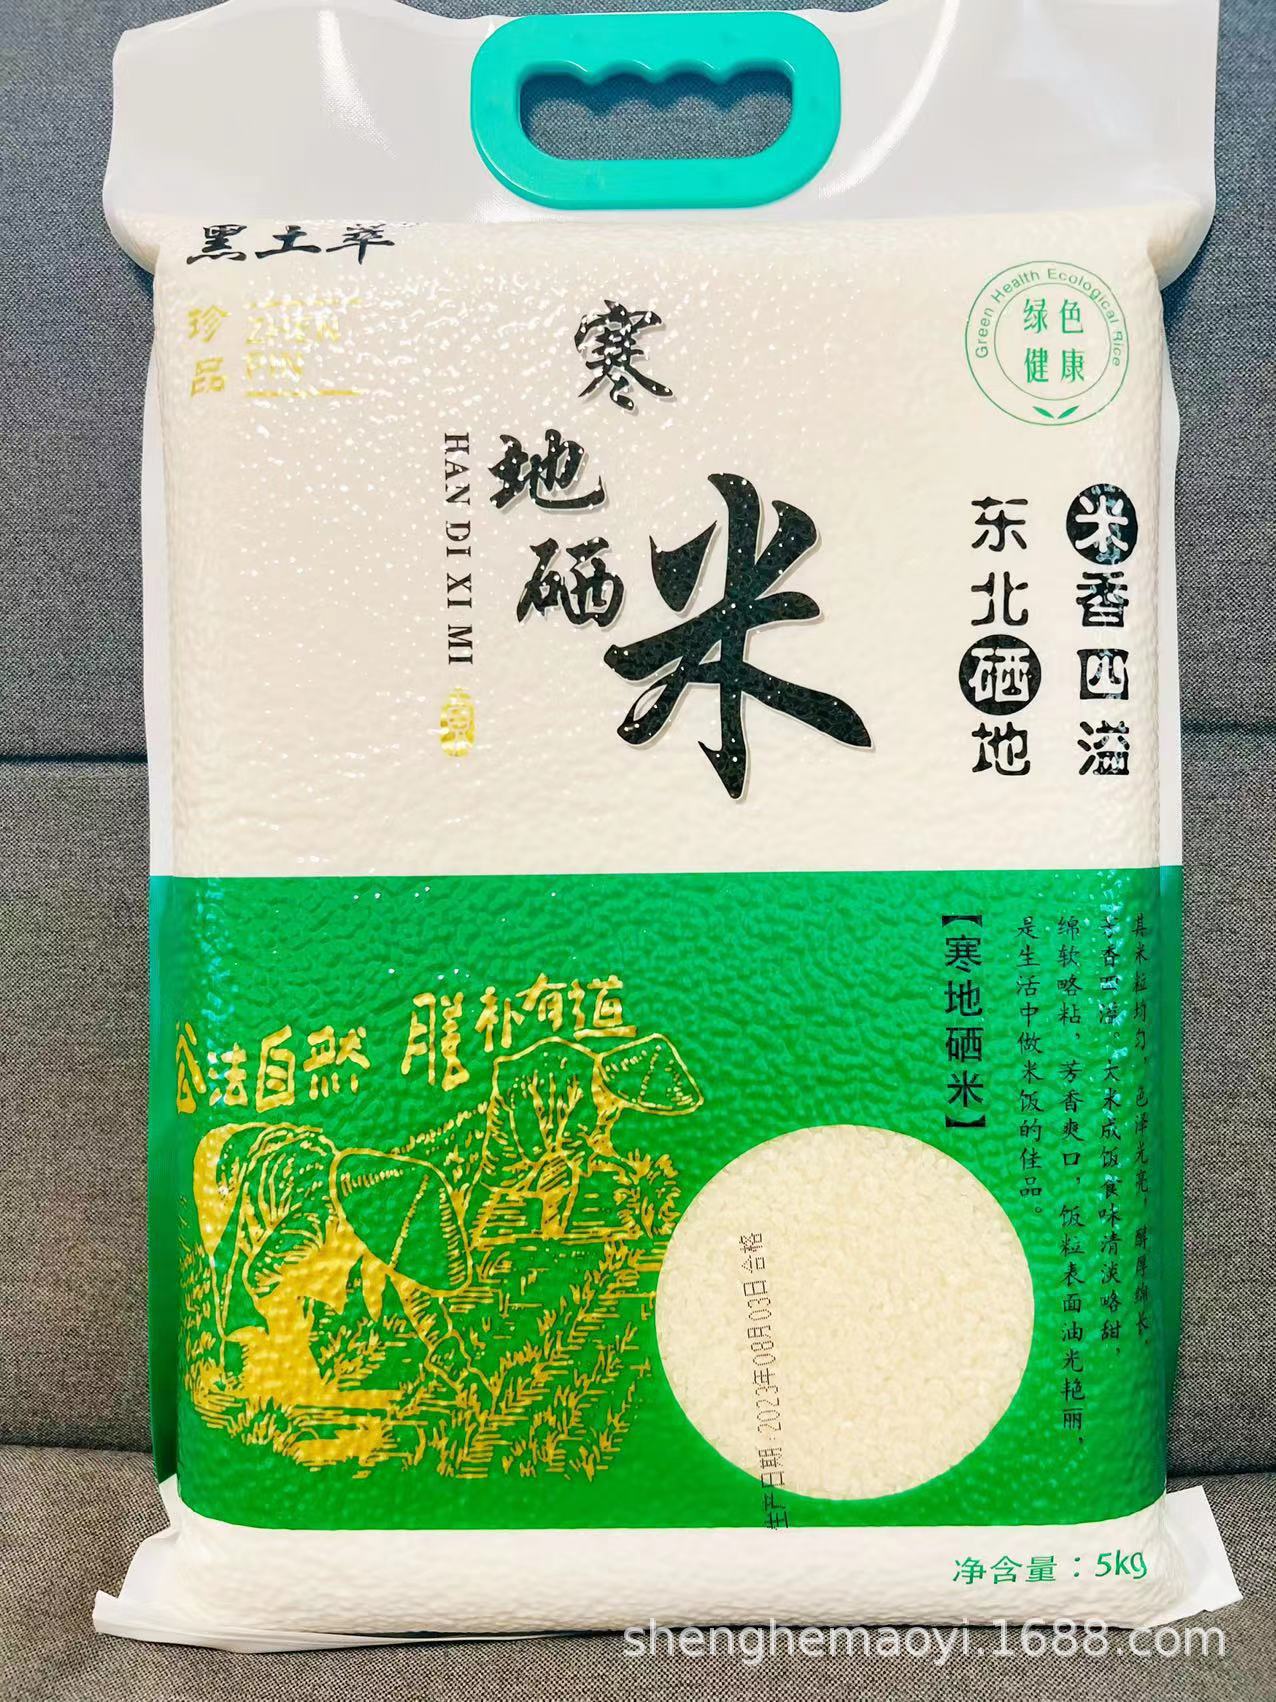 黑土萃
珍品
ZHEN
PIN
寒地硒米
HAN DI XI MI
Green Health Ecological Rice
绿色
健康
米香四溢
东北硒地
法自然
膳补有道
【寒地硒米】
其米粒均匀，色泽光亮，醇厚绵长，
芳香四溢。大米成饭食味清淡略甜，
绵软略粘，芳香爽口，饭粒表面油光艳丽，
是生活中做米饭的佳品。
生产日期：2023年08月03日 合格
净含量：5kg
shenghemaoyi.1688.com